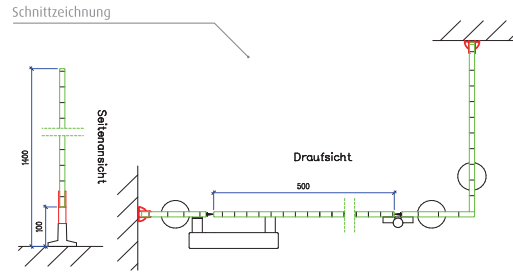 Schnittzeichnung
1400
100
Seitenansicht
Draufsicht
500